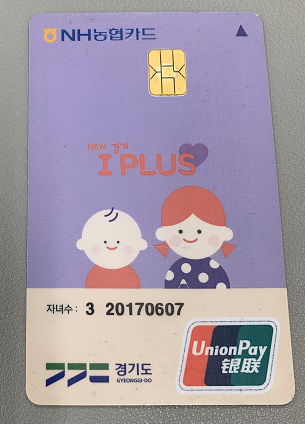 NH농협카드
NEW 경기
I PLUS
자녀수 : 3 20170607
경기도
GYEONGGI-DO
UnionPay
银联